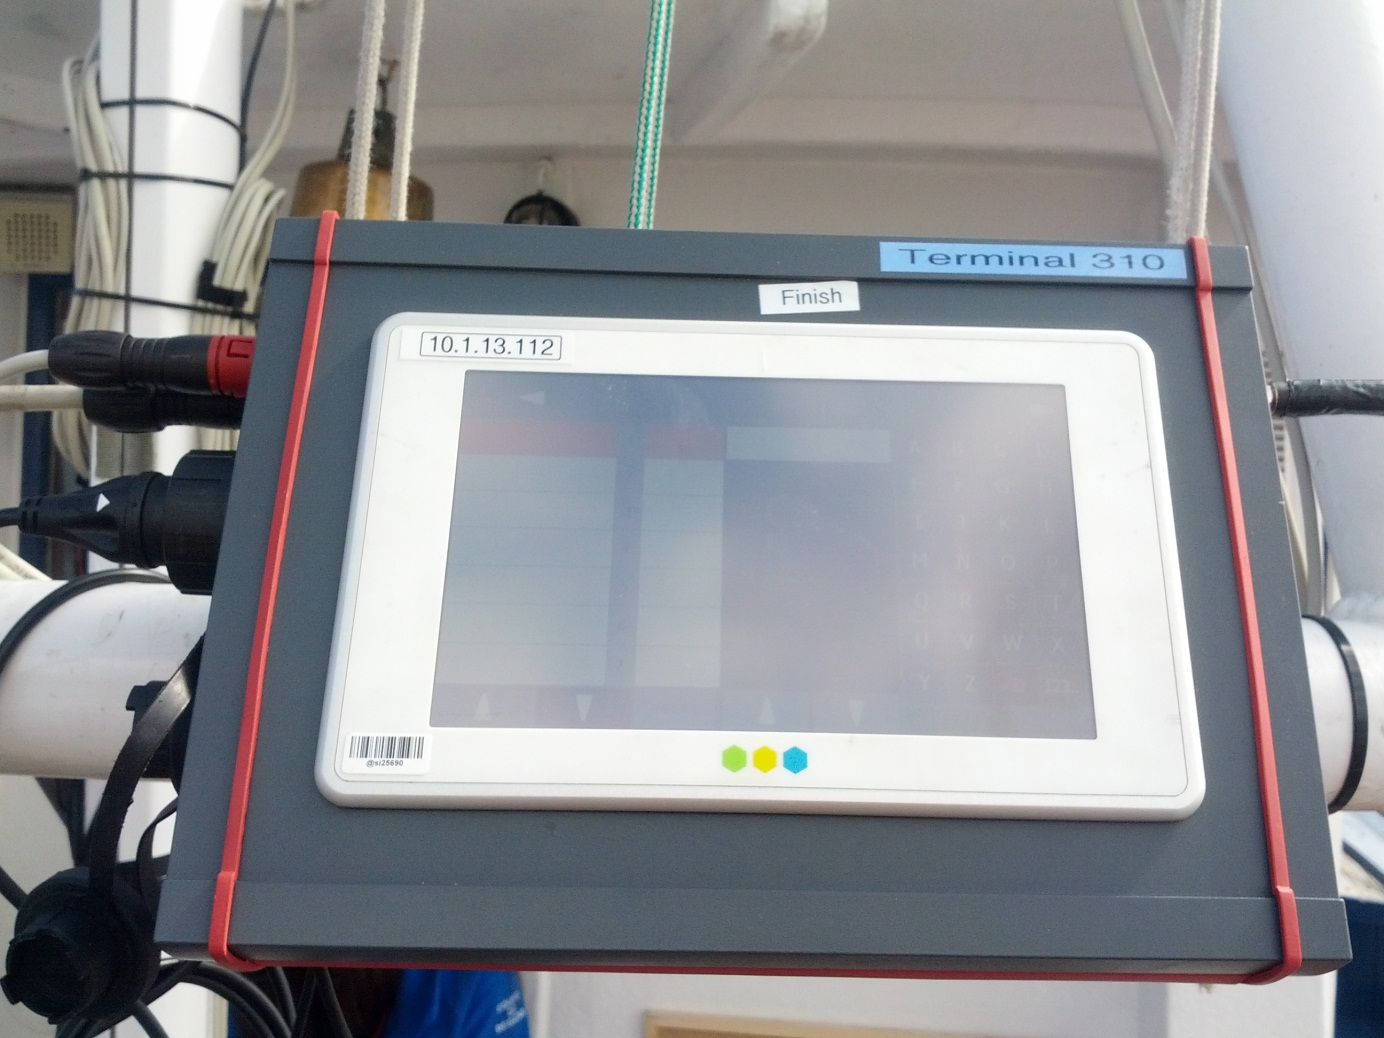 Terminal 310
Finish
10.1.13.112
I J K L
M N O P
Q R S T
U V W X
Y Z
@si25690